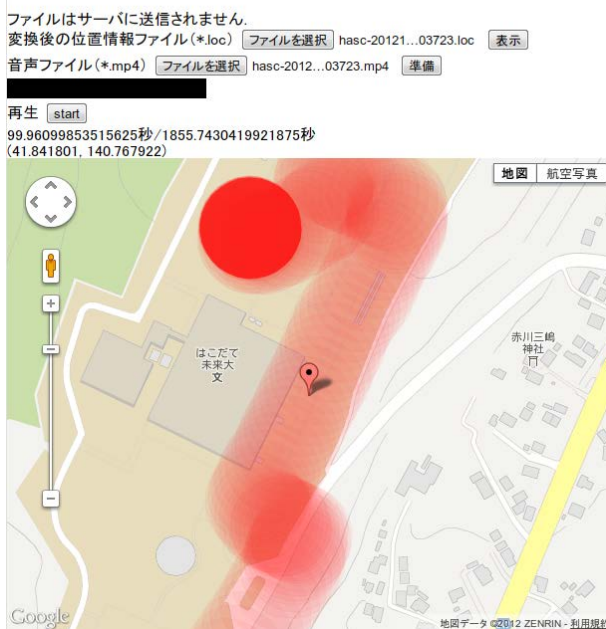 ファイルはサーバに送信されません.
変換後の位置情報ファイル(*.loc) ファイルを選択 hasc-20121...03723.loc 表示
音声ファイル(*.mp4) ファイルを選択 hasc-2012...03723.mp4 準備
再生 start
99.96099853515625秒/1855.7430419921875秒
(41.841801, 140.767922)
地図 航空写真
はこだて
未来大
文
赤川三嶋
神社
Google
地図データ ©2012 ZENRIN - 利用規約